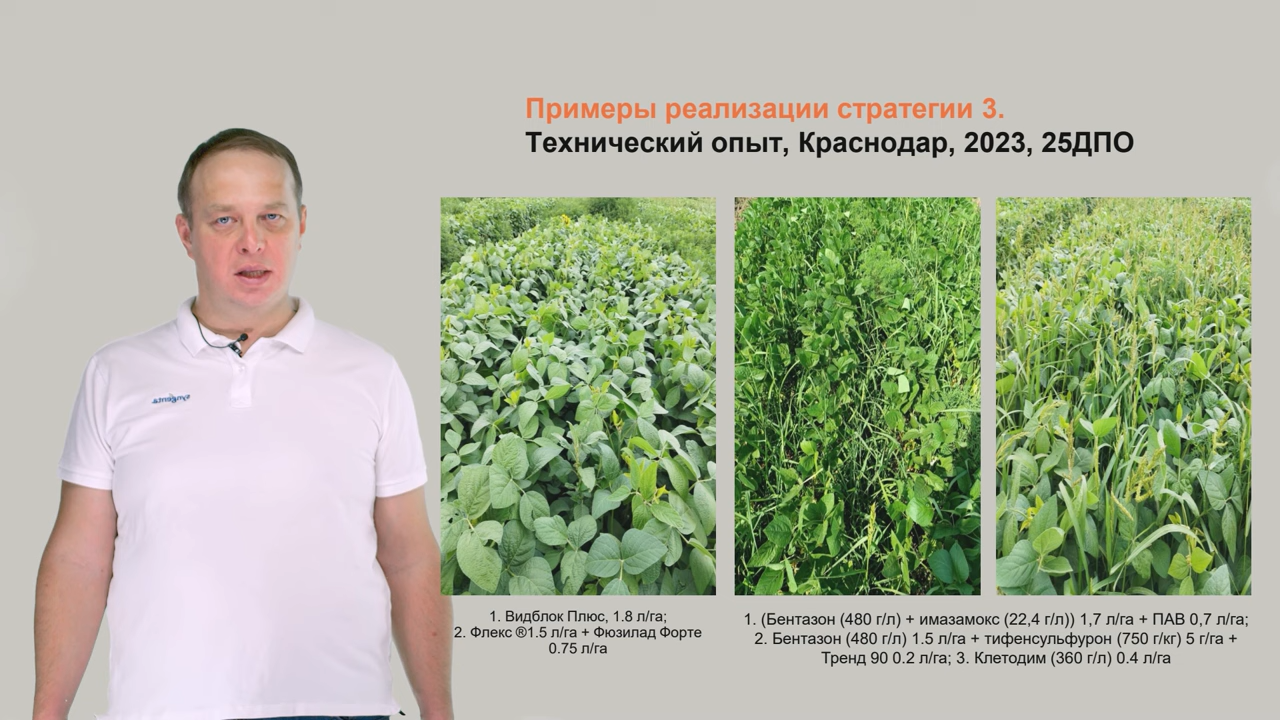 Примеры реализации стратегии 3.
Технический опыт, Краснодар, 2023, 25ДПО
1. Видблок Плюс, 1.8 л/га;
2. Флекс ®1.5 л/га + Фюзилад Форте
0.75 л/га
1. (Бентазон (480 г/л) + имазамокс (22,4 г/л)) 1,7 л/га + ПАВ 0,7 л/га;
2. Бентазон (480 г/л) 1.5 л/га + тифенсульфурон (750 г/кг) 5 г/га +
Тренд 90 0.2 л/га; 3. Клетодим (360 г/л) 0.4 л/га